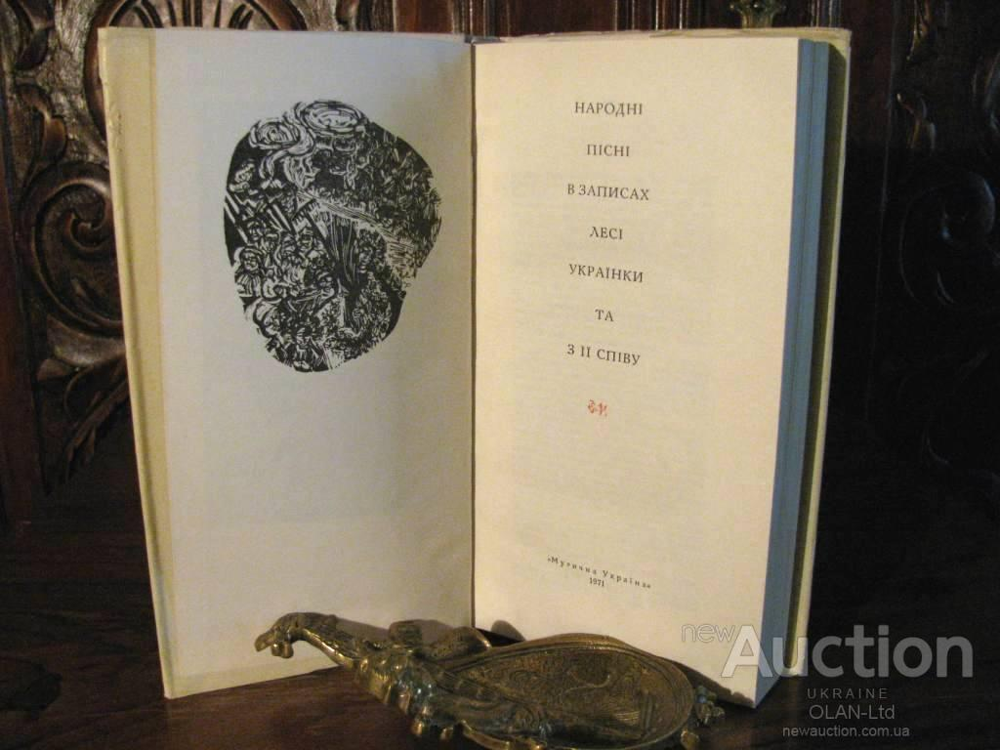 НАРОДНІ
ПІСНІ
В ЗАПИСАХ
ЛЕСІ
УКРАЇНКИ
ТА
З ЇЇ СПІВУ
«Музична Україна»
1971
newAuction
UKRAINE
OLAN-Ltd
newauction.com.ua